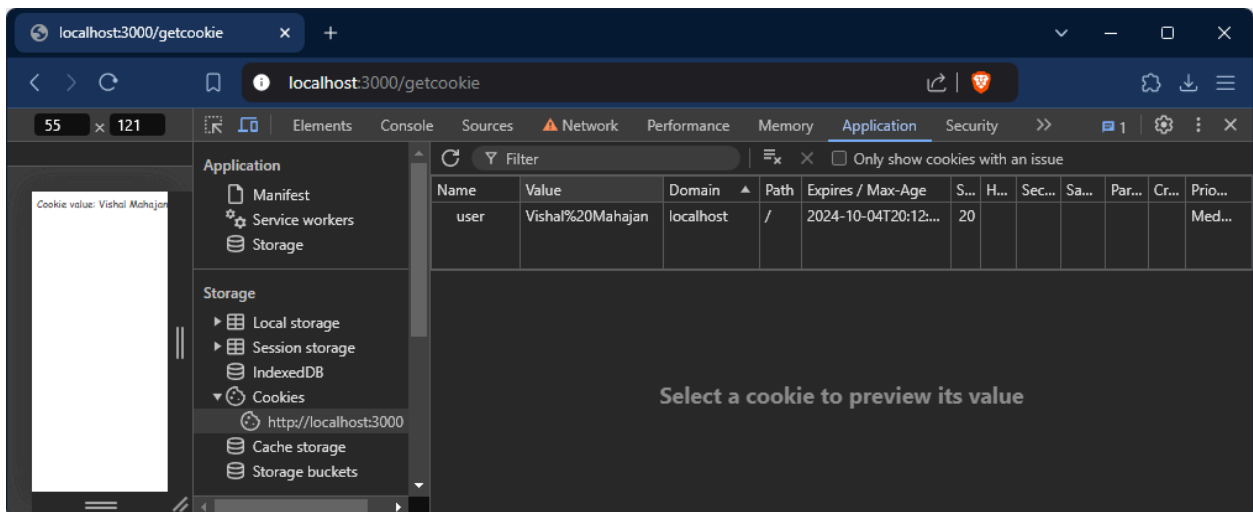 localhost:3000/getcookie
localhost:3000/getcookie
55 × 121
Elements Console Sources Network Performance Memory Application Security 1
Cookie value: Vishal Mahajan
Application
Manifest
Service workers
Storage
Storage
Local storage
Session storage
IndexedDB
Cookies
http://localhost:3000
Cache storage
Storage buckets
Filter Only show cookies with an issue
Name Value Domain Path Expires / Max-Age S... H... Sec... Sa... Par... Cr... Prio...
user Vishal%20Mahajan localhost / 2024-10-04T20:12:... 20 Med...
Select a cookie to preview its value